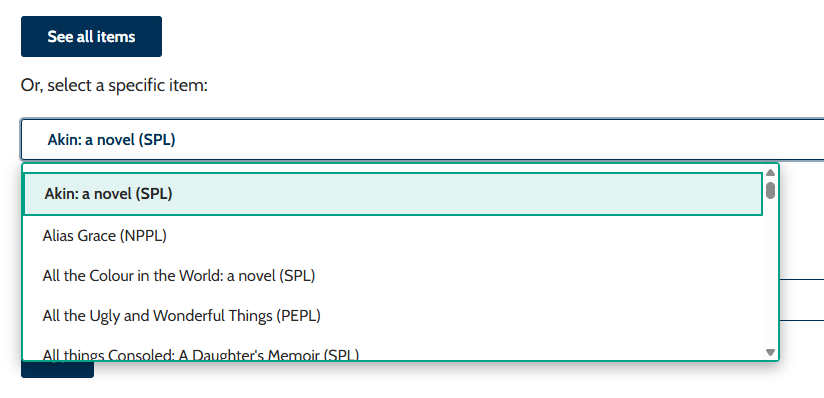 See all items
Or, select a specific item:
Akin: a novel (SPL)
Akin: a novel (SPL)
Alias Grace (NPPL)
All the Colour in the World: a novel (SPL)
All the Ugly and Wonderful Things (PEPL)
All things Consoled: A Daughter's Memoir (SPL)